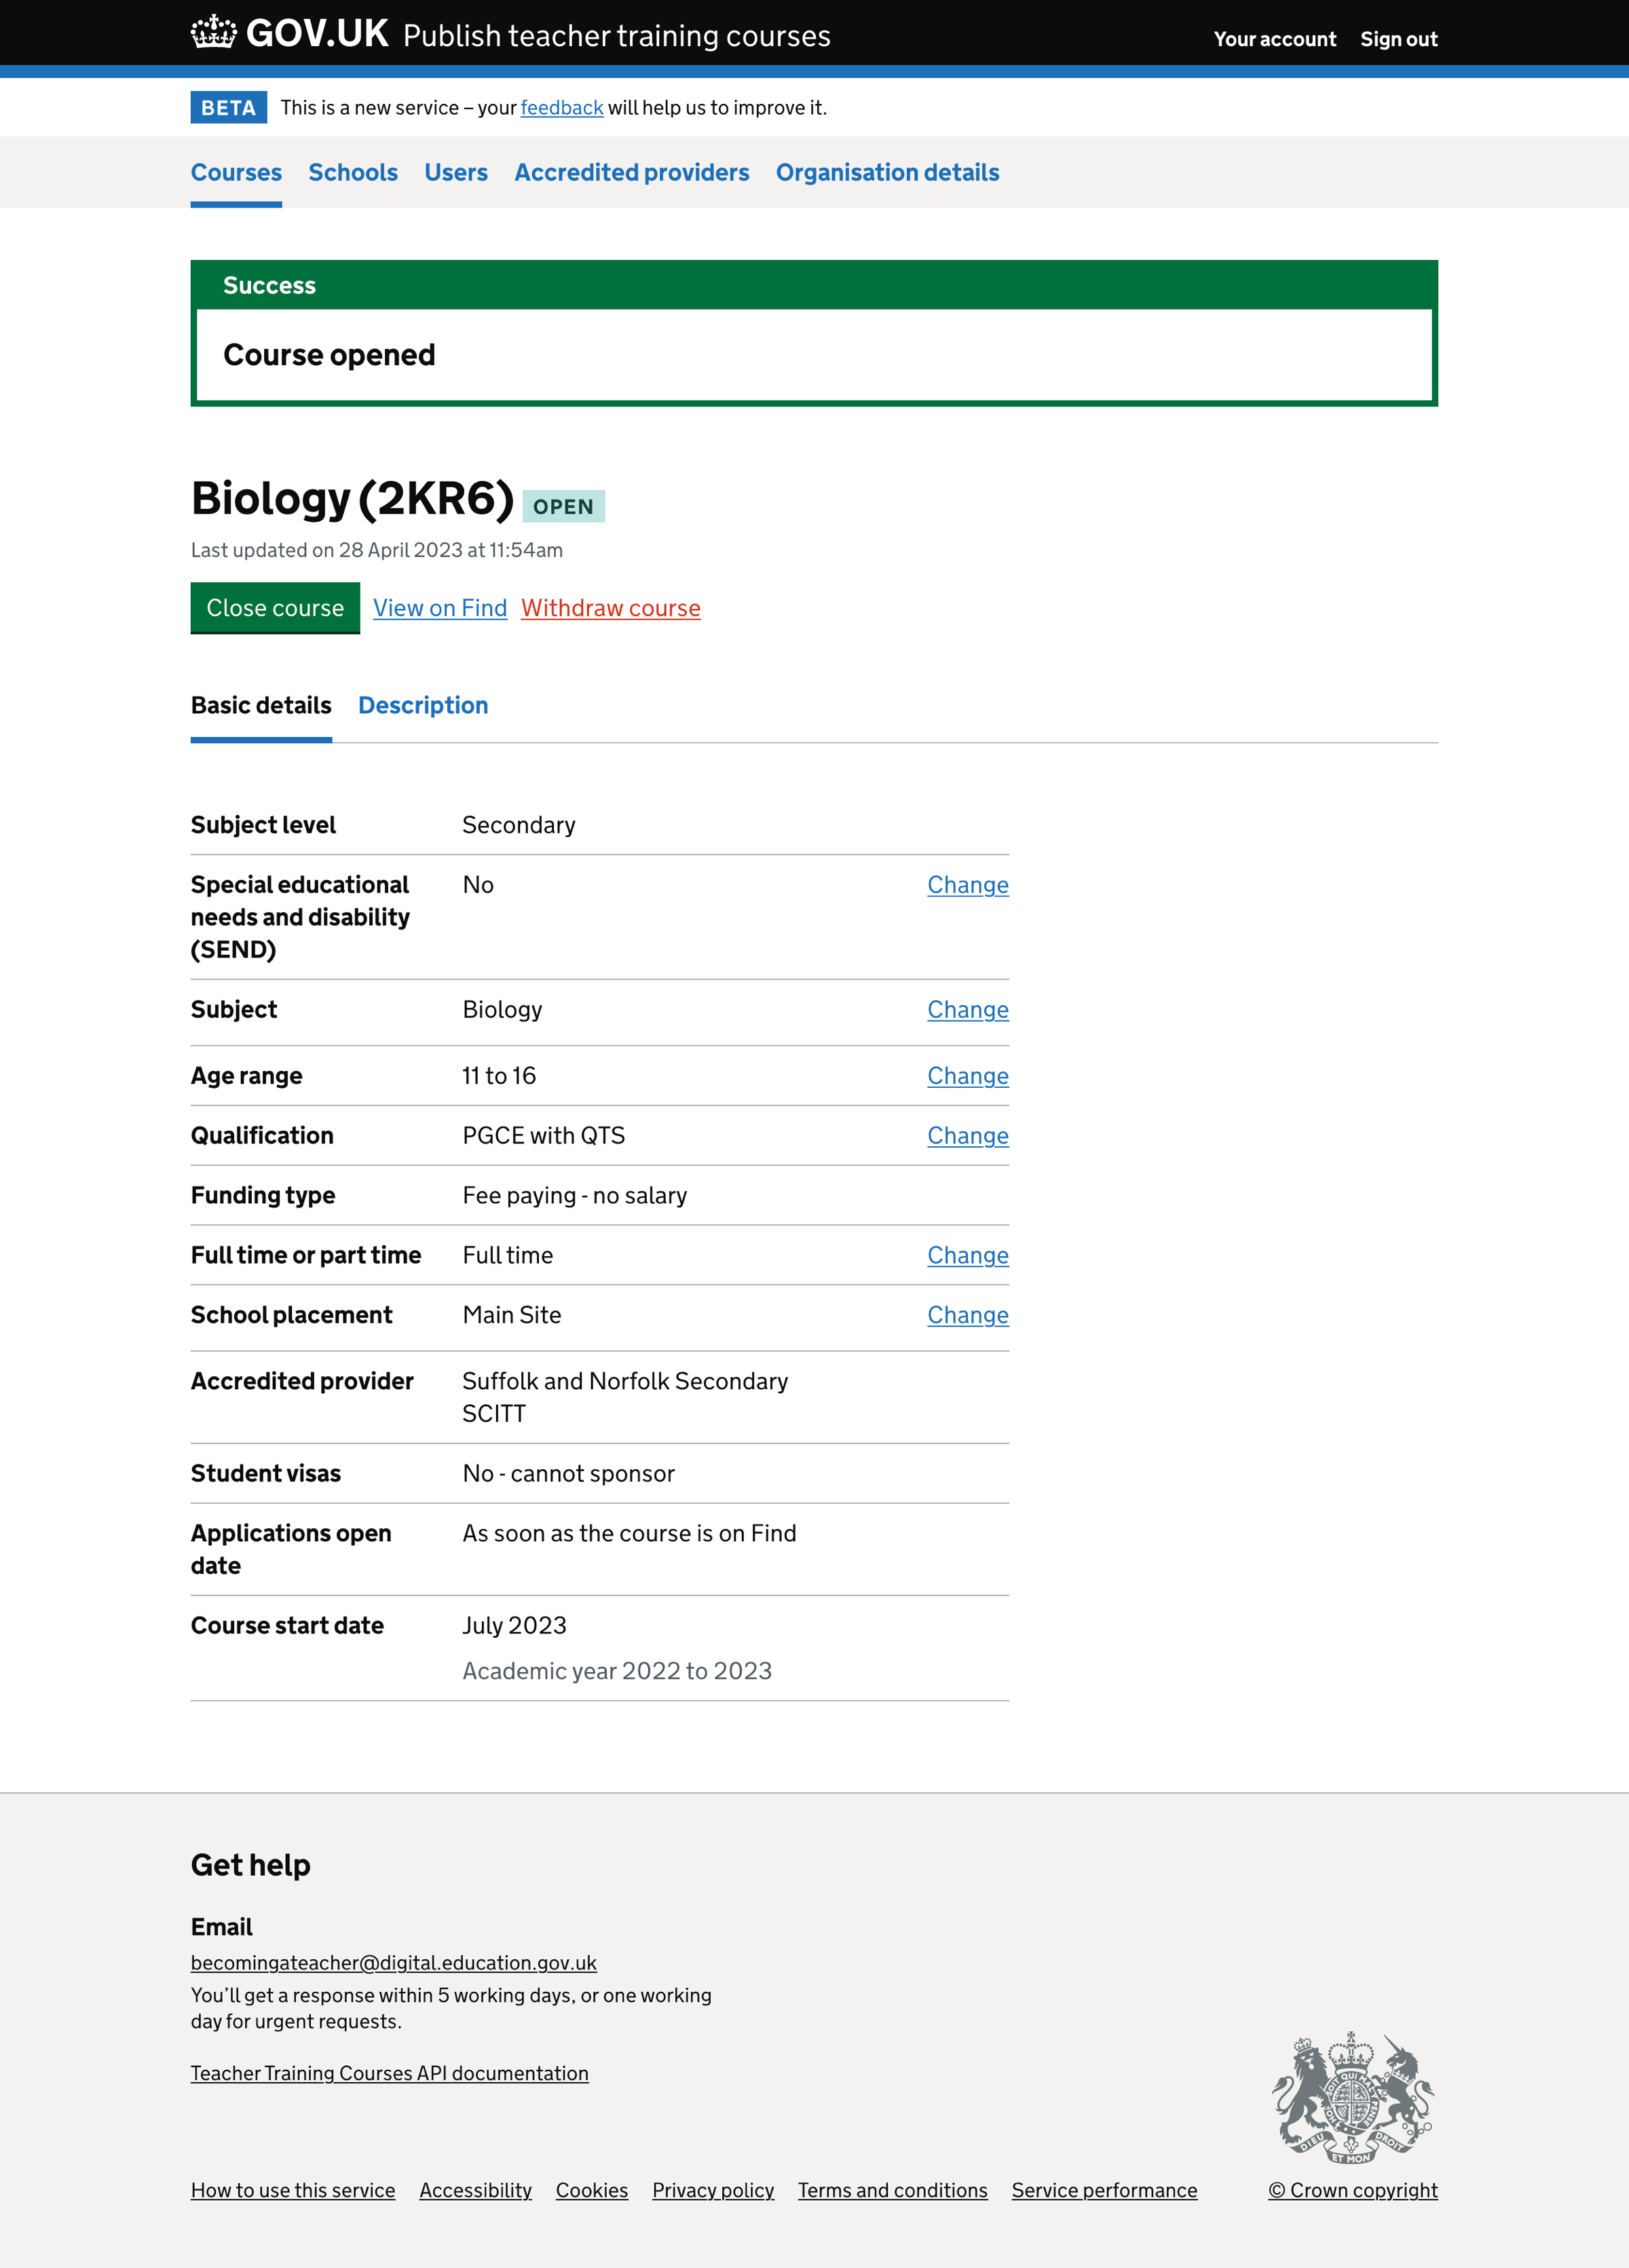 GOV.UK Publish teacher training courses Your account Sign out
BETA This is a new service – your feedback will help us to improve it.
Courses Schools Users Accredited providers Organisation details
Success
Course opened
Biology (2KR6) OPEN
Last updated on 28 April 2023 at 11:54am
Close course View on Find Withdraw course
Basic details Description
Subject level Secondary
Special educational No Change
needs and disability
(SEND)
Subject Biology Change
Age range 11 to 16 Change
Qualification PGCE with QTS Change
Funding type Fee paying - no salary
Full time or part time Full time Change
School placement Main Site Change
Accredited provider Suffolk and Norfolk Secondary
SCITT
Student visas No - cannot sponsor
Applications open As soon as the course is on Find
date
Course start date July 2023
Academic year 2022 to 2023
Get help
Email
becomingateacher@digital.education.gov.uk
You’ll get a response within 5 working days, or one working
day for urgent requests.
Teacher Training Courses API documentation
DIEU ET MON DROIT
How to use this service Accessibility Cookies Privacy policy Terms and conditions Service performance © Crown copyright